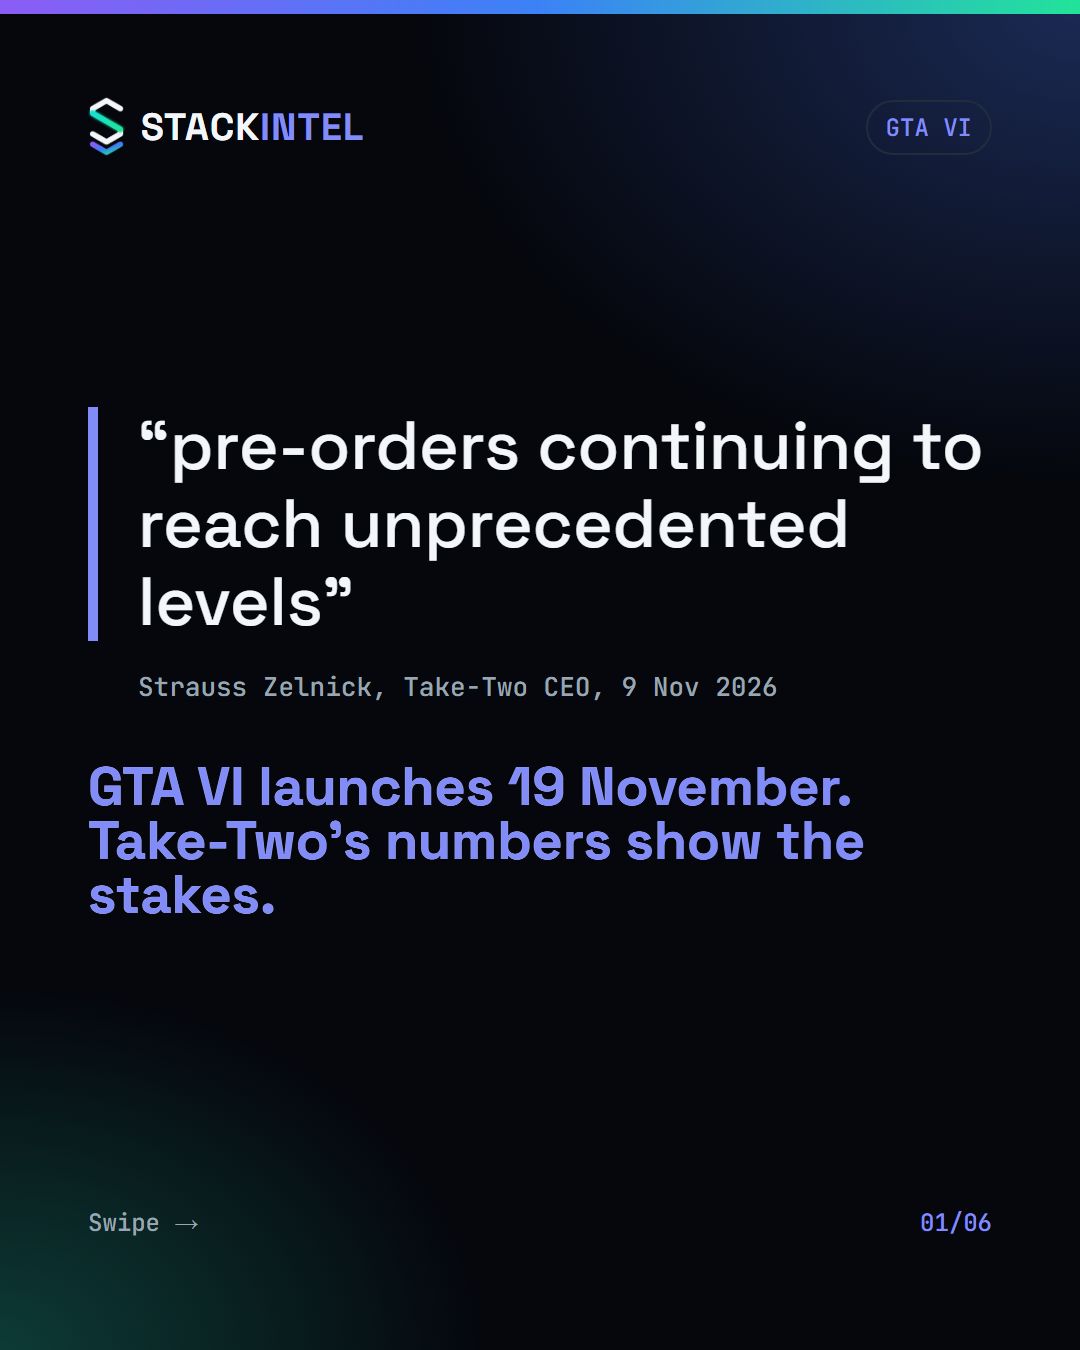 STACKINTEL
GTA VI
“pre-orders continuing to
reach unprecedented
levels”
Strauss Zelnick, Take-Two CEO, 9 Nov 2026
GTA VI launches 19 November.
Take-Two’s numbers show the
stakes.
Swipe →
01/06